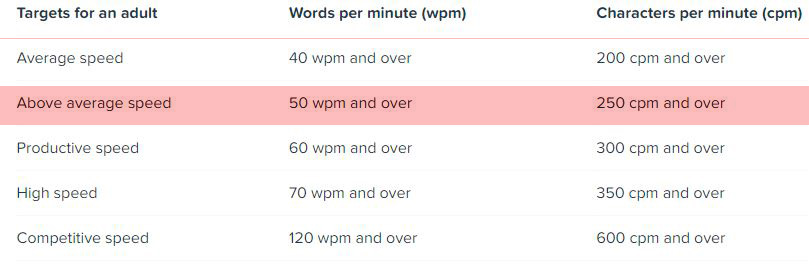 Targets for an adult Words per minute (wpm) Characters per minute (cpm)
Average speed 40 wpm and over 200 cpm and over
Above average speed 50 wpm and over 250 cpm and over
Productive speed 60 wpm and over 300 cpm and over
High speed 70 wpm and over 350 cpm and over
Competitive speed 120 wpm and over 600 cpm and over